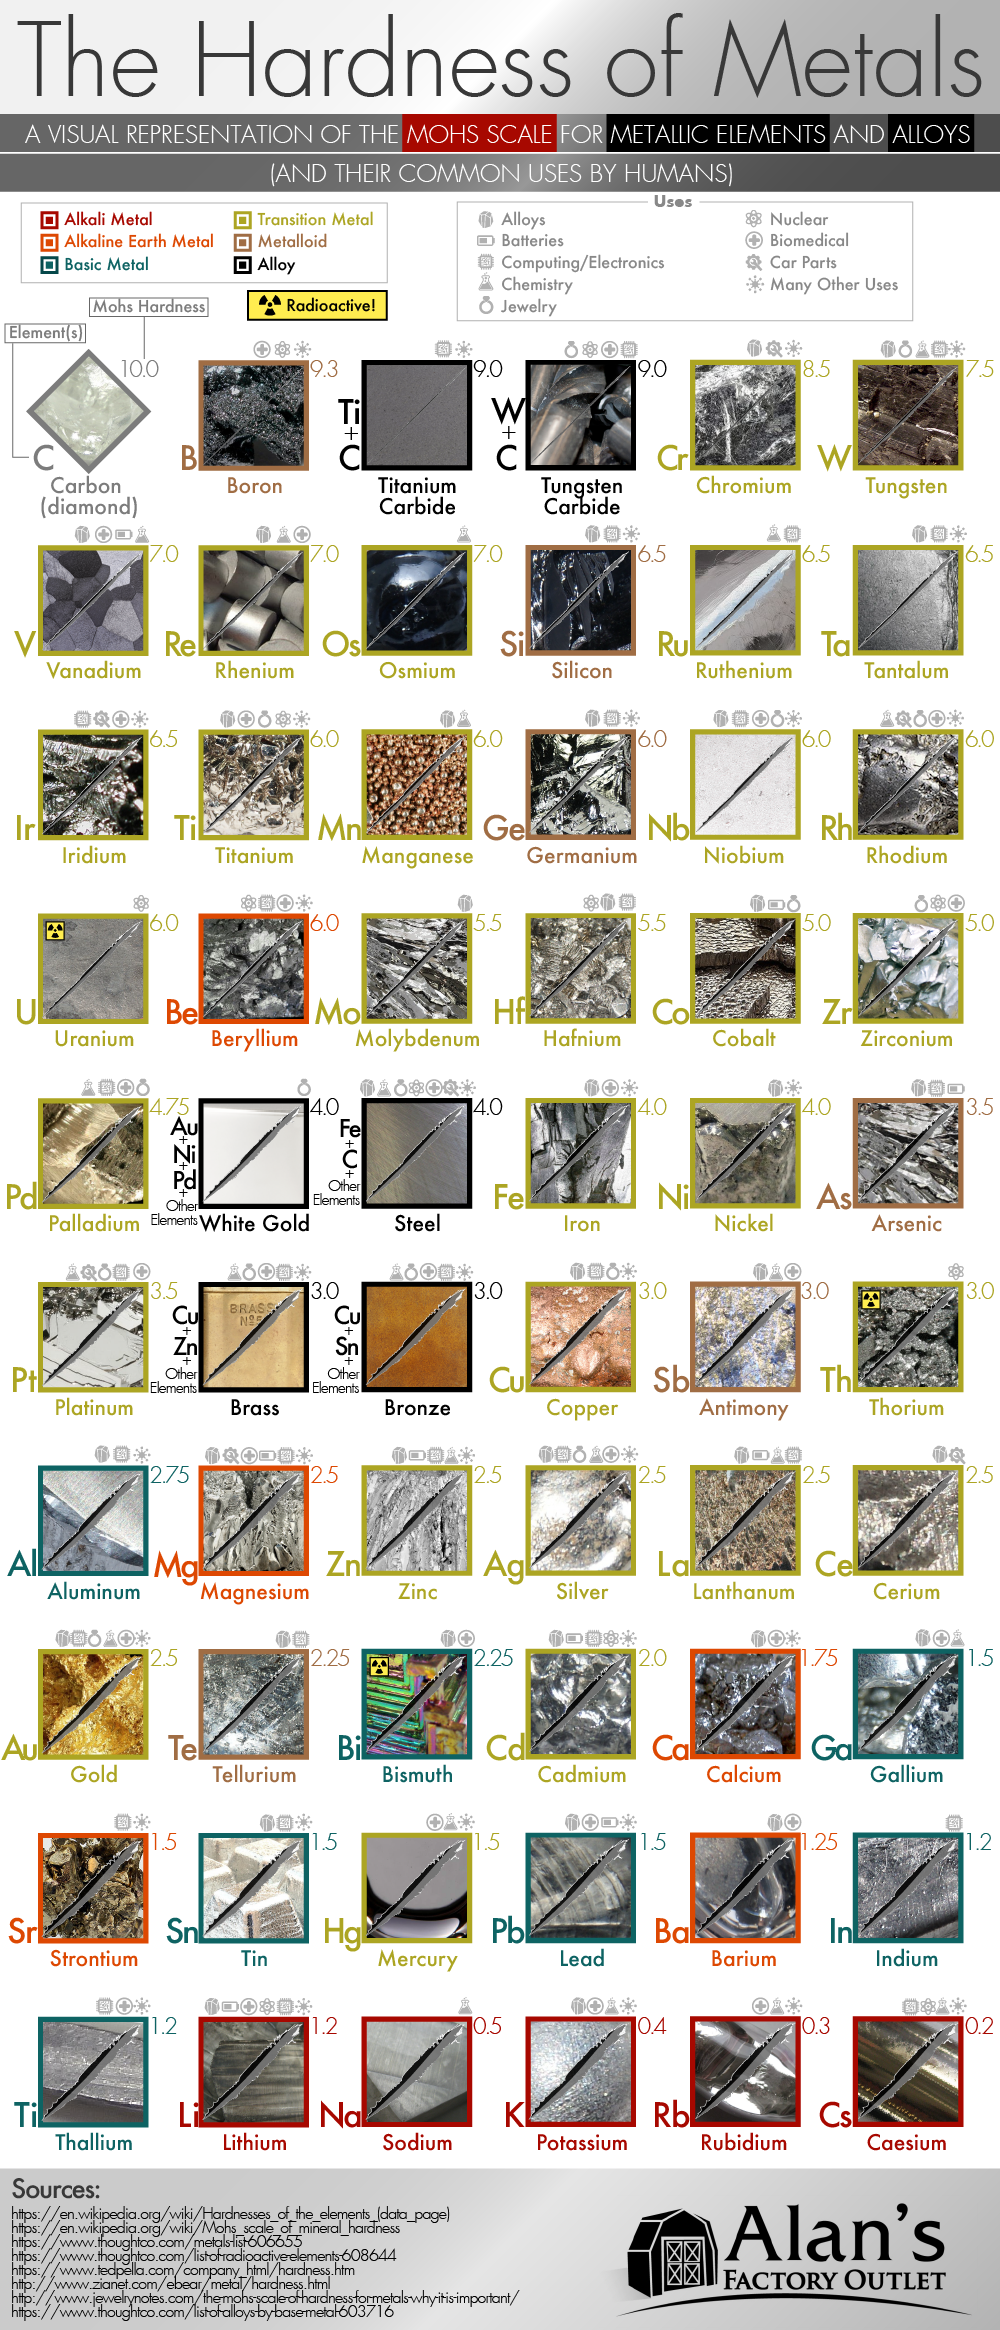 The Hardness of Metals
A VISUAL REPRESENTATION OF THE MOHS SCALE FOR METALLIC ELEMENTS AND ALLOYS
(AND THEIR COMMON USES BY HUMANS)
Alkali Metal
Alkaline Earth Metal
Basic Metal
Transition Metal
Metalloid
Alloy
Radioactive!
Uses
Alloys
Batteries
Computing/Electronics
Chemistry
Jewelry
Nuclear
Biomedical
Car Parts
Many Other Uses
Mohs Hardness
Element(s)
10.0
C
Carbon
(diamond)
9.3
B
Boron
9.0
Ti
+
C
Titanium
Carbide
9.0
W
+
C
Tungsten
Carbide
8.5
Cr
Chromium
7.5
W
Tungsten
7.0
V
Vanadium
7.0
Re
Rhenium
7.0
Os
Osmium
6.5
Si
Silicon
6.5
Ru
Ruthenium
6.5
Ta
Tantalum
6.5
Ir
Iridium
6.0
Ti
Titanium
6.0
Mn
Manganese
6.0
Ge
Germanium
6.0
Nb
Niobium
6.0
Rh
Rhodium
6.0
U
Uranium
6.0
Be
Beryllium
5.5
Mo
Molybdenum
5.5
Hf
Hafnium
5.0
Co
Cobalt
5.0
Zr
Zirconium
4.75
Pd
Palladium
4.0
Au
+
Ni
+
Pd
+
Other
Elements
White Gold
4.0
Fe
+
C
+
Other
Elements
Steel
4.0
Fe
Iron
4.0
Ni
Nickel
3.5
As
Arsenic
3.5
Pt
Platinum
3.0
Cu
+
Zn
+
Other
Elements
BRASS
Nº5
Brass
3.0
Cu
+
Sn
+
Other
Elements
Bronze
3.0
Cu
Copper
3.0
Sb
Antimony
3.0
Th
Thorium
2.75
Al
Aluminum
2.5
Mg
Magnesium
2.5
Zn
Zinc
2.5
Ag
Silver
2.5
La
Lanthanum
2.5
Ce
Cerium
2.5
Au
Gold
2.25
Te
Tellurium
2.25
Bi
Bismuth
2.0
Cd
Cadmium
1.75
Ca
Calcium
1.5
Ga
Gallium
1.5
Sr
Strontium
1.5
Sn
Tin
1.5
Hg
Mercury
1.5
Pb
Lead
1.25
Ba
Barium
1.2
In
Indium
1.2
Ti
Thallium
1.2
Li
Lithium
0.5
Na
Sodium
0.4
K
Potassium
0.3
Rb
Rubidium
0.2
Cs
Caesium
Sources:
https://en.wikipedia.org/wiki/Hardnesses_of_the_elements_(data_page)
https://en.wikipedia.org/wiki/Mohs_scale_of_mineral_hardness
https://www.thoughtco.com/metals-list-606655
https://www.thoughtco.com/list-of-radioactive-elements-608644
https://www.tedpella.com/company_html/hardness.htm
http://www.zianet.com/ebear/metal/hardness.html
http://www.jewelrynotes.com/the-mohs-scale-of-hardness-for-metals-why-it-is-important/
https://www.thoughtco.com/list-of-alloys-by-base-metal-603716
Alan's
FACTORY OUTLET